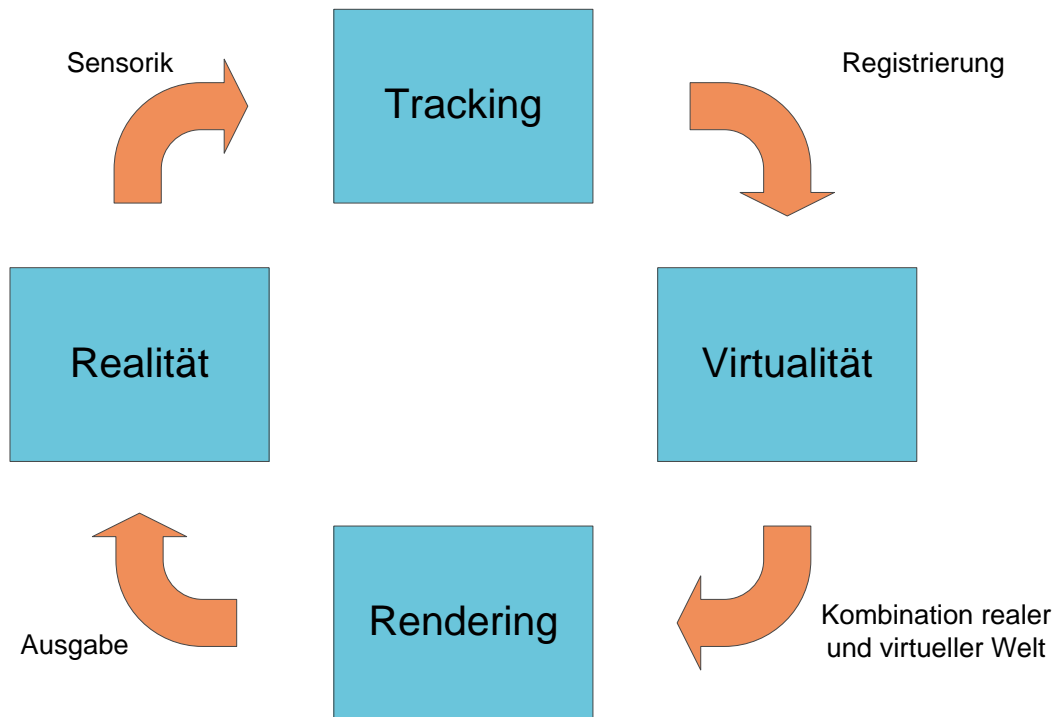 Sensorik
Tracking
Registrierung
Realität
Virtualität
Ausgabe
Rendering
Kombination realer
und virtueller Welt